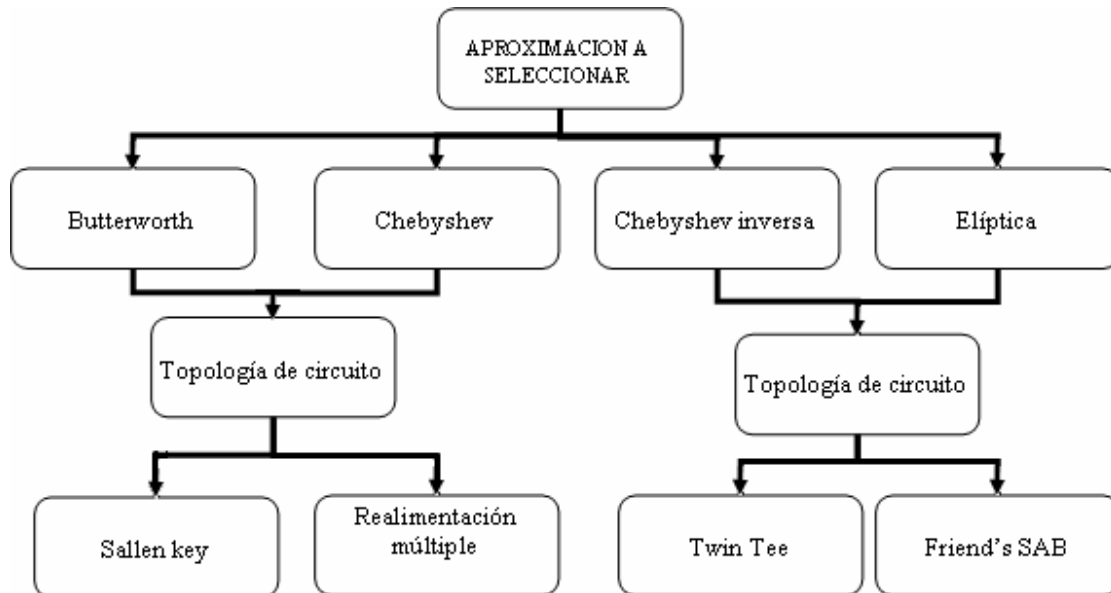 APROXIMACION A
SELECCIONAR
Butterworth
Chebyshev
Chebyshev inversa
Elíptica
Topología de circuito
Topología de circuito
Sallen key
Realimentación
múltiple
Twin Tee
Friend's SAB